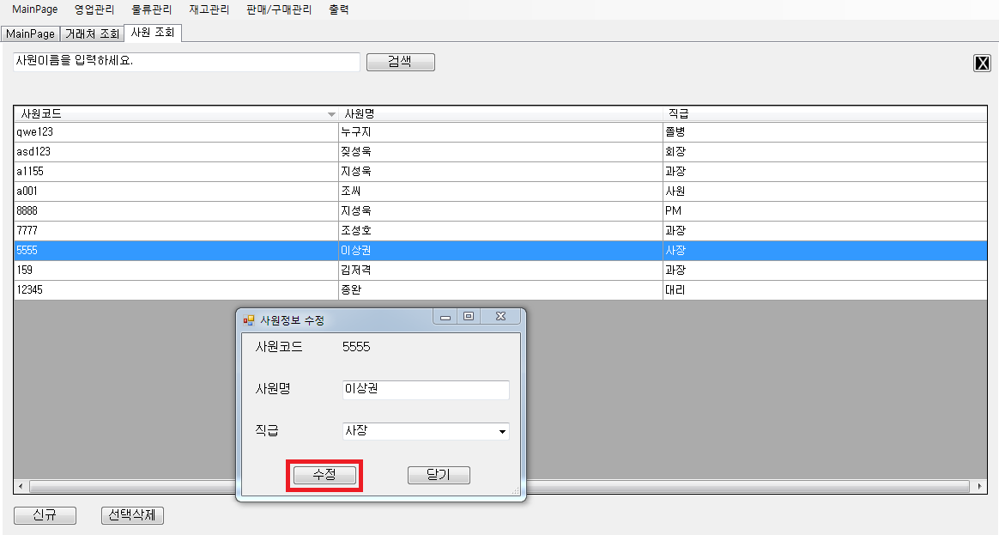 MainPage 영업관리 물류관리 재고관리 판매/구매관리 출력
MainPage 거래처 조회 사원 조회
사원이름을 입력하세요. 검색 X
사원코드 사원명 직급
qwe123 누구지 쫄병
asd123 짖성욱 회장
a1155 지성욱 과장
a001 조씨 사원
8888 지성욱 PM
7777 조성호 과장
5555 이상권 사장
159 김저격 과장
12345 종완 대리
사원정보 수정
사원코드 5555
사원명 이상권
직급 사장
수정 닫기
신규 선택삭제